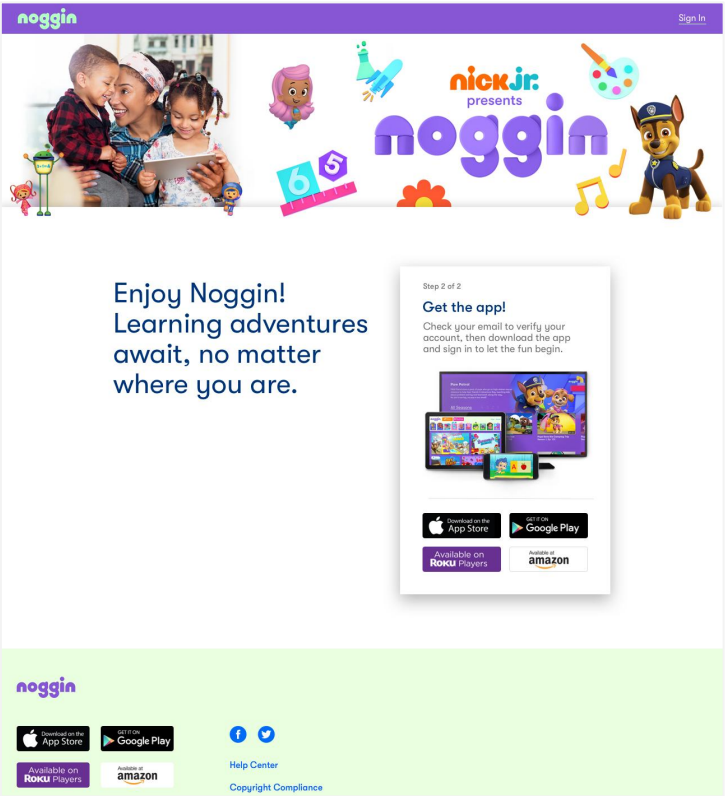 noggin
Sign In
nick jr.
presents
noggin
6 5
Enjoy Noggin!
Learning adventures
await, no matter
where you are.
Step 2 of 2
Get the app!
Check your email to verify your
account, then download the app
and sign in to let the fun begin.
Download on the
App Store
GET IT ON
Google Play
Available on
ROKU Players
Available at
amazon
noggin
Download on the
App Store
GET IT ON
Google Play
Available on
ROKU Players
Available at
amazon
Help Center
Copyright Compliance